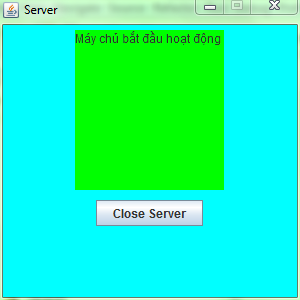 Server
Máy chủ bắt đầu hoạt động
Close Server